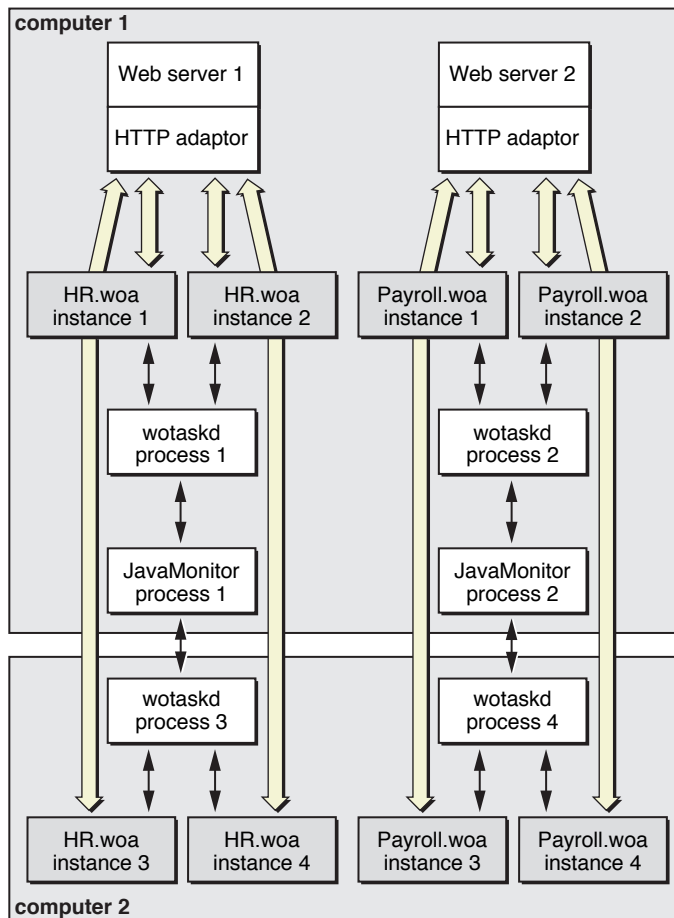 computer 1
Web server 1
HTTP adaptor
Web server 2
HTTP adaptor
HR.woa
instance 1
HR.woa
instance 2
Payroll.woa
instance 1
Payroll.woa
instance 2
wotaskd
process 1
wotaskd
process 2
JavaMonitor
process 1
JavaMonitor
process 2
wotaskd
process 3
wotaskd
process 4
HR.woa
instance 3
HR.woa
instance 4
Payroll.woa
instance 3
Payroll.woa
instance 4
computer 2